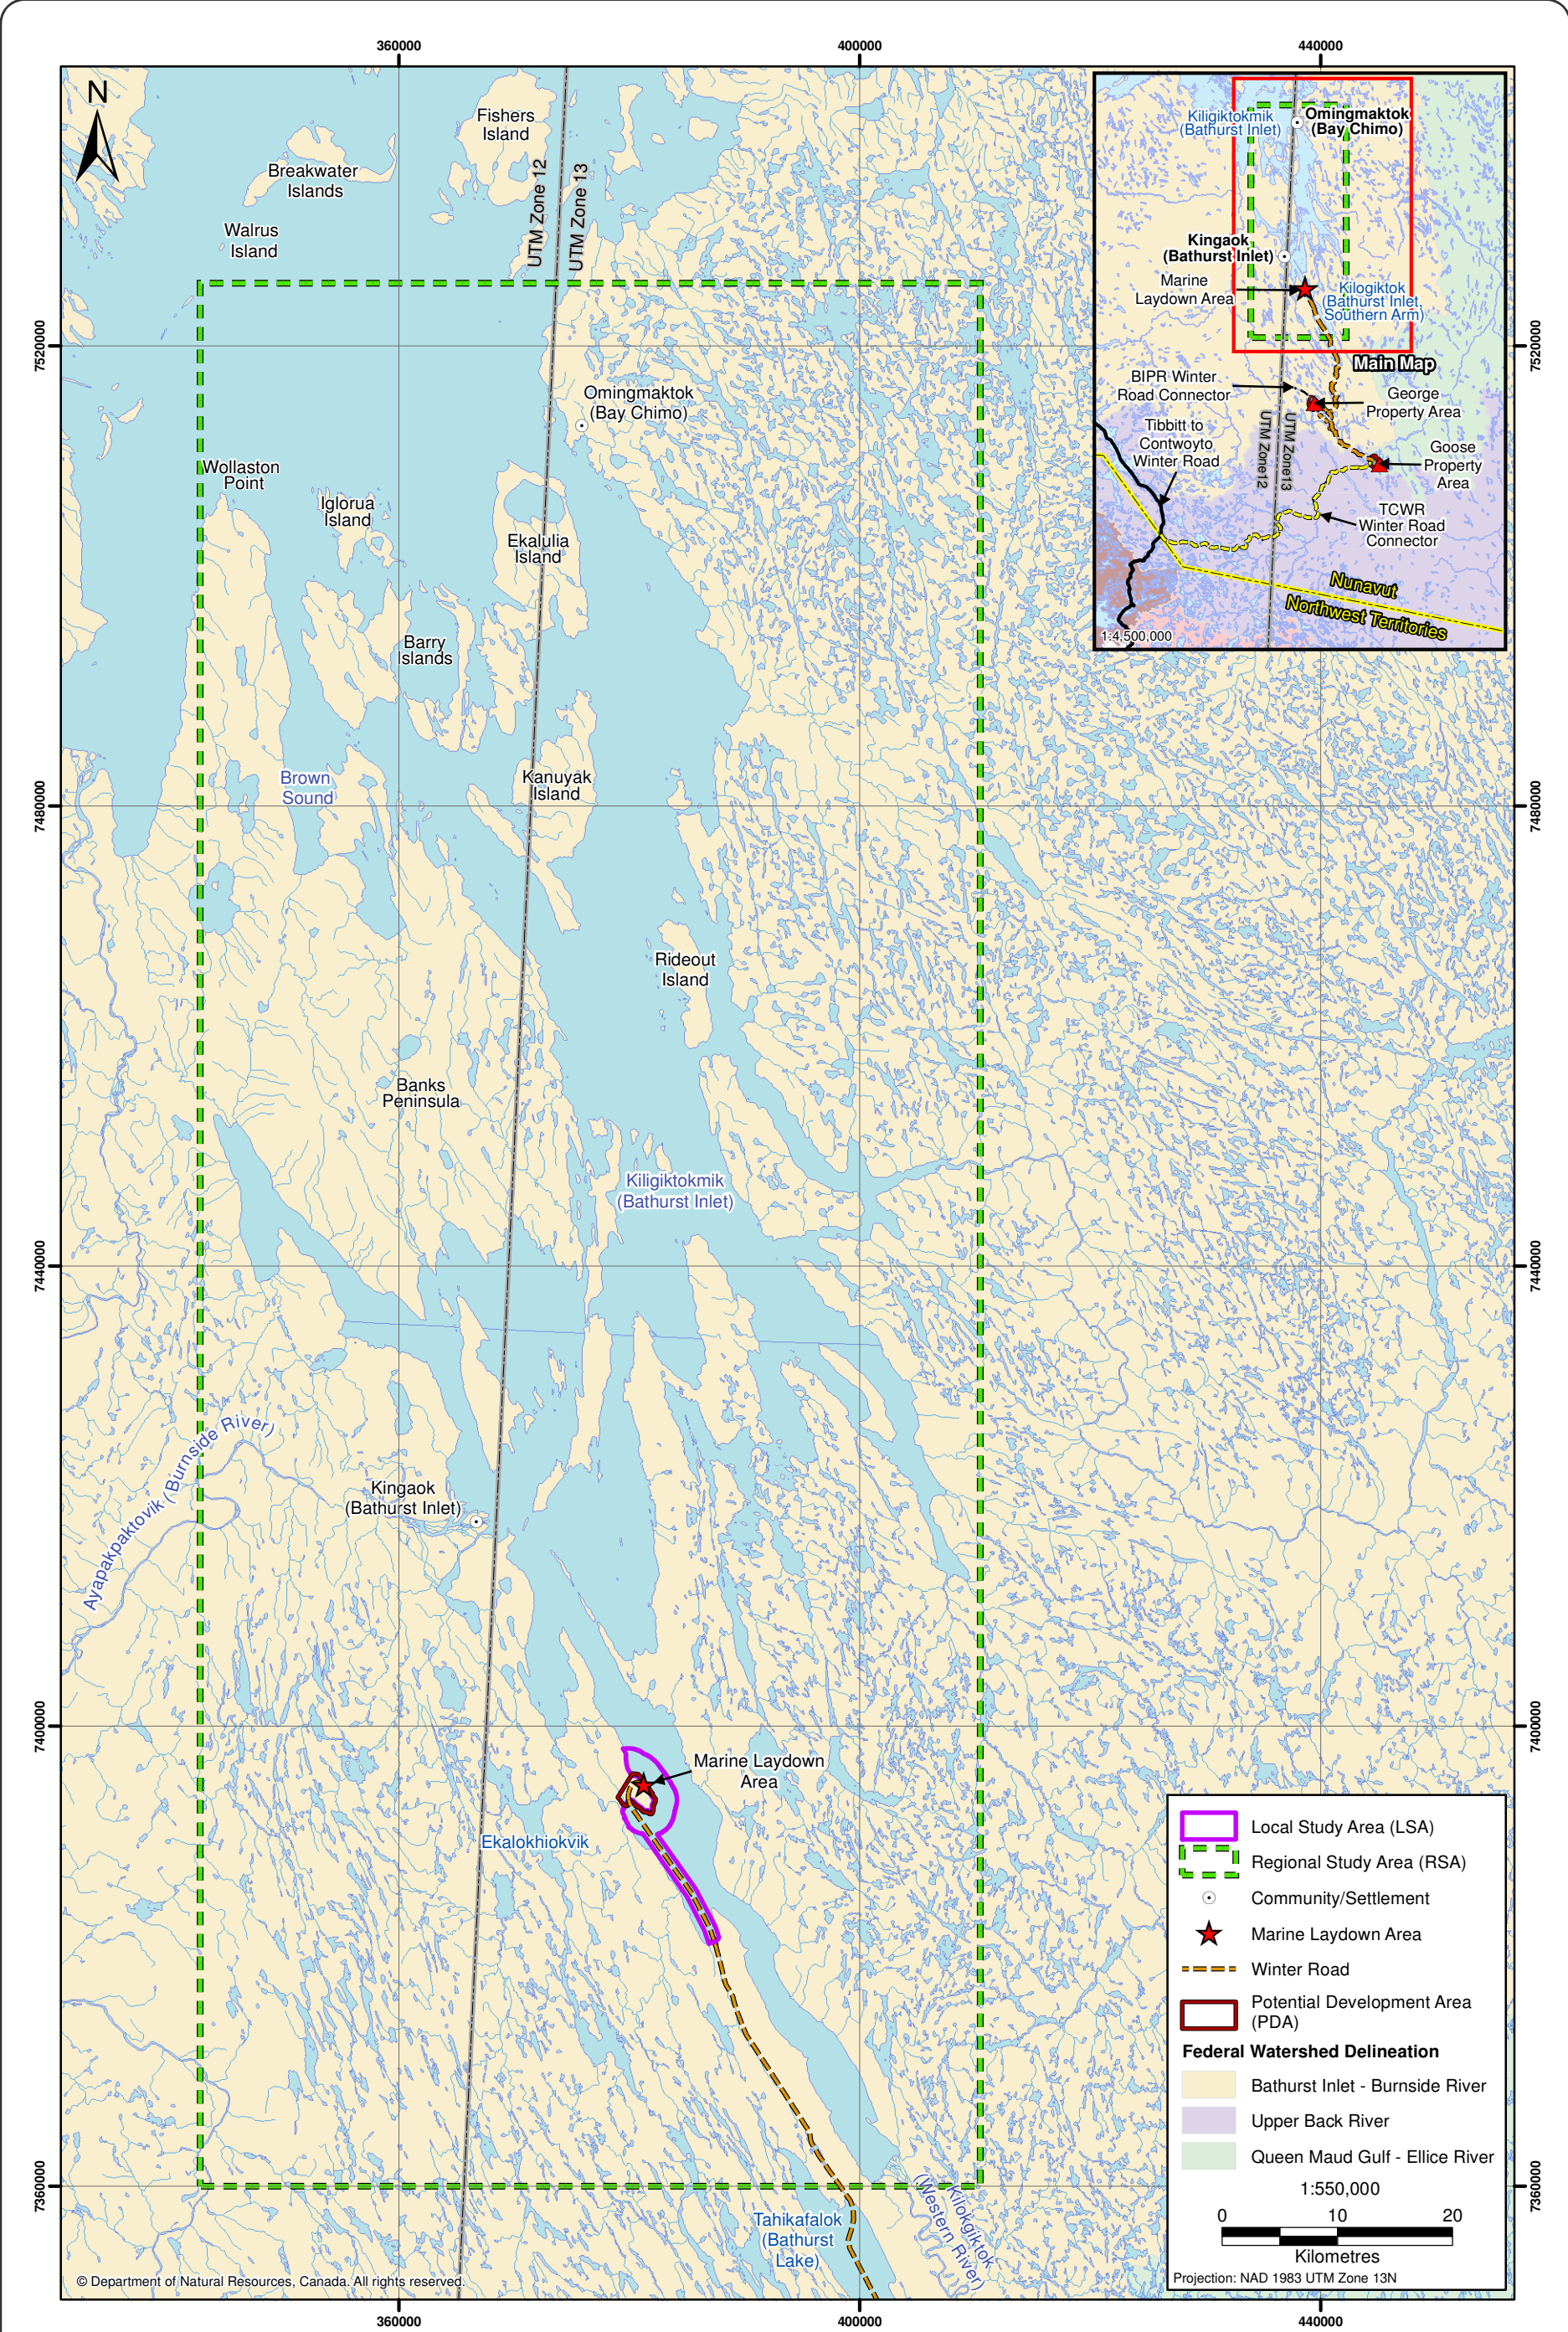 360000
400000
440000
N
Fishers
Island
Breakwater
Islands
Walrus
Island
UTM Zone 12
UTM Zone 13
7520000
7520000
Omingmaktok
(Bay Chimo)
Wollaston
Point
Iglorua
Island
Ekalulia
Island
Barry
Islands
Brown
Sound
Kanuyak
Island
7480000
7480000
Rideout
Island
Banks
Peninsula
Kiligiktokmik
(Bathurst Inlet)
7440000
7440000
Ayapakpaktovik (Burnside River)
Kingaok
(Bathurst Inlet)
7400000
7400000
Marine Laydown
Area
Ekalokhiokvik
7360000
7360000
Tahikafalok
(Bathurst
Lake)
Kilokgiktok
(Western River)
© Department of Natural Resources, Canada. All rights reserved.
360000
400000
440000
Kiligiktokmik
(Bathurst Inlet)
Omingmaktok
(Bay Chimo)
Kingaok
(Bathurst Inlet)
Marine
Laydown Area
Kilogiktok
(Bathurst Inlet,
Southern Arm)
Main Map
BIPR Winter
Road Connector
George
Property Area
Tibbitt to
Contwoyto
Winter Road
UTM Zone12
UTM Zone13
Goose
Property
Area
TCWR
Winter Road
Connector
Nunavut
Northwest Territories
1:4,500,000
Local Study Area (LSA)
Regional Study Area (RSA)
Community/Settlement
Marine Laydown Area
Winter Road
Potential Development Area
(PDA)
Federal Watershed Delineation
Bathurst Inlet - Burnside River
Upper Back River
Queen Maud Gulf - Ellice River
1:550,000
0 10 20
Kilometres
Projection: NAD 1983 UTM Zone 13N